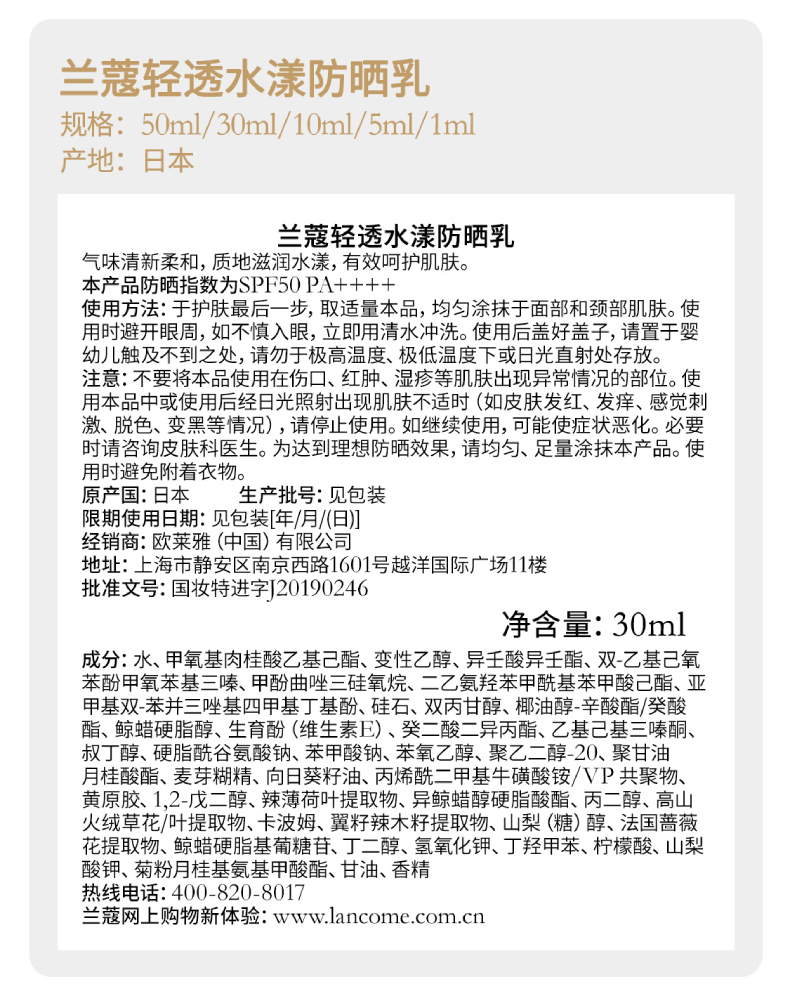 兰蔻轻透水漾防晒乳
规格：50ml/30ml/10ml/5ml/1ml
产地：日本
兰蔻轻透水漾防晒乳
气味清新柔和，质地滋润水漾，有效呵护肌肤。
本产品防晒指数为SPF50 PA++++
使用方法：于护肤最后一步，取适量本品，均匀涂抹于面部和颈部肌肤。使
用时避开眼周，如不慎入眼，立即用清水冲洗。使用后盖好盖子，请置于婴
幼儿触及不到之处，请勿于极高温度、极低温度下或日光直射处存放。
注意：不要将本品使用在伤口、红肿、湿疹等肌肤出现异常情况的部位。使
用本品中或使用后经日光照射出现肌肤不适时（如皮肤发红、发痒、感觉刺
激、脱色、变黑等情况），请停止使用。如继续使用，可能使症状恶化。必要
时请咨询皮肤科医生。为达到理想防晒效果，请均匀、足量涂抹本产品。使
用时避免附着衣物。
原产国：日本 生产批号：见包装
限期使用日期：见包装[年/月/(日)]
经销商：欧莱雅（中国）有限公司
地址：上海市静安区南京西路1601号越洋国际广场11楼
批准文号：国妆特进字J20190246
净含量：30ml
成分：水、甲氧基肉桂酸乙基己酯、变性乙醇、异壬酸异壬酯、双-乙基己氧
苯酚甲氧苯基三嗪、甲酚曲唑三硅氧烷、二乙氨羟苯甲酰基苯甲酸己酯、亚
甲基双-苯并三唑基四甲基丁基酚、硅石、双丙甘醇、椰油醇-辛酸酯/癸酸
酯、鲸蜡硬脂醇、生育酚（维生素E）、癸二酸二异丙酯、乙基己基三嗪酮、
叔丁醇、硬脂酰谷氨酸钠、苯甲酸钠、苯氧乙醇、聚乙二醇-20、聚甘油
月桂酸酯、麦芽糊精、向日葵籽油、丙烯酰二甲基牛磺酸铵/VP 共聚物、
黄原胶、1,2-戊二醇、辣薄荷叶提取物、异鲸蜡醇硬脂酸酯、丙二醇、高山
火绒草花/叶提取物、卡波姆、翼籽辣木籽提取物、山梨（糖）醇、法国蔷薇
花提取物、鲸蜡硬脂基葡糖苷、丁二醇、氢氧化钾、丁羟甲苯、柠檬酸、山梨
酸钾、菊粉月桂基氨基甲酸酯、甘油、香精
热线电话：400-820-8017
兰蔻网上购物新体验：www.lancome.com.cn